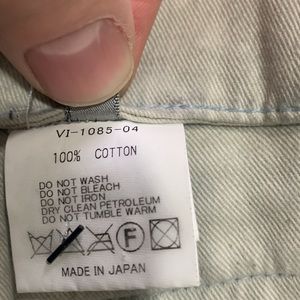 VI-1085-04
100% COTTON
DO NOT WASH
DO NOT BLEACH
DO NOT IRON
DRY CLEAN PETROLEUM
DO NOT TUMBLE WARM
F
MADE IN JAPAN